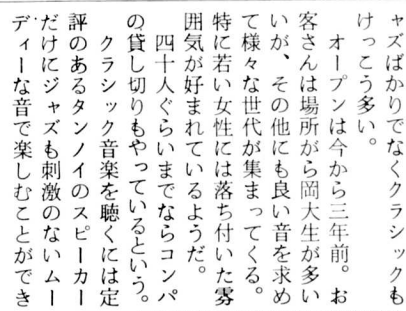 ャズばかりでなくクラシックも
けっこう多い。
オープンは今から三年前。お
客さんは場所がら岡大生が多い
いが、その他にも良い音を求め
て様々な世代が集まってくる。
特に若い女性には落ち付いた雰
囲気が好まれているようだ。
四十人ぐらいまでならコンパ
の貸し切りもやっているという。
クラシック音楽を聴くには定
評のあるタンノイのスピーカー
だけにジャズも刺激のないムー
ディーな音で楽しむことができ